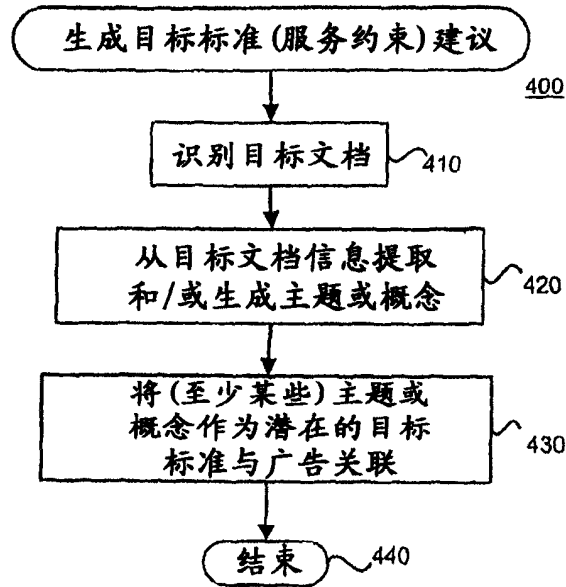 生成目标标准(服务约束)建议
400
识别目标文档
410
从目标文档信息提取
和/或生成主题或概念
420
将(至少某些)主题或
概念作为潜在的目标
标准与广告关联
430
结束
440